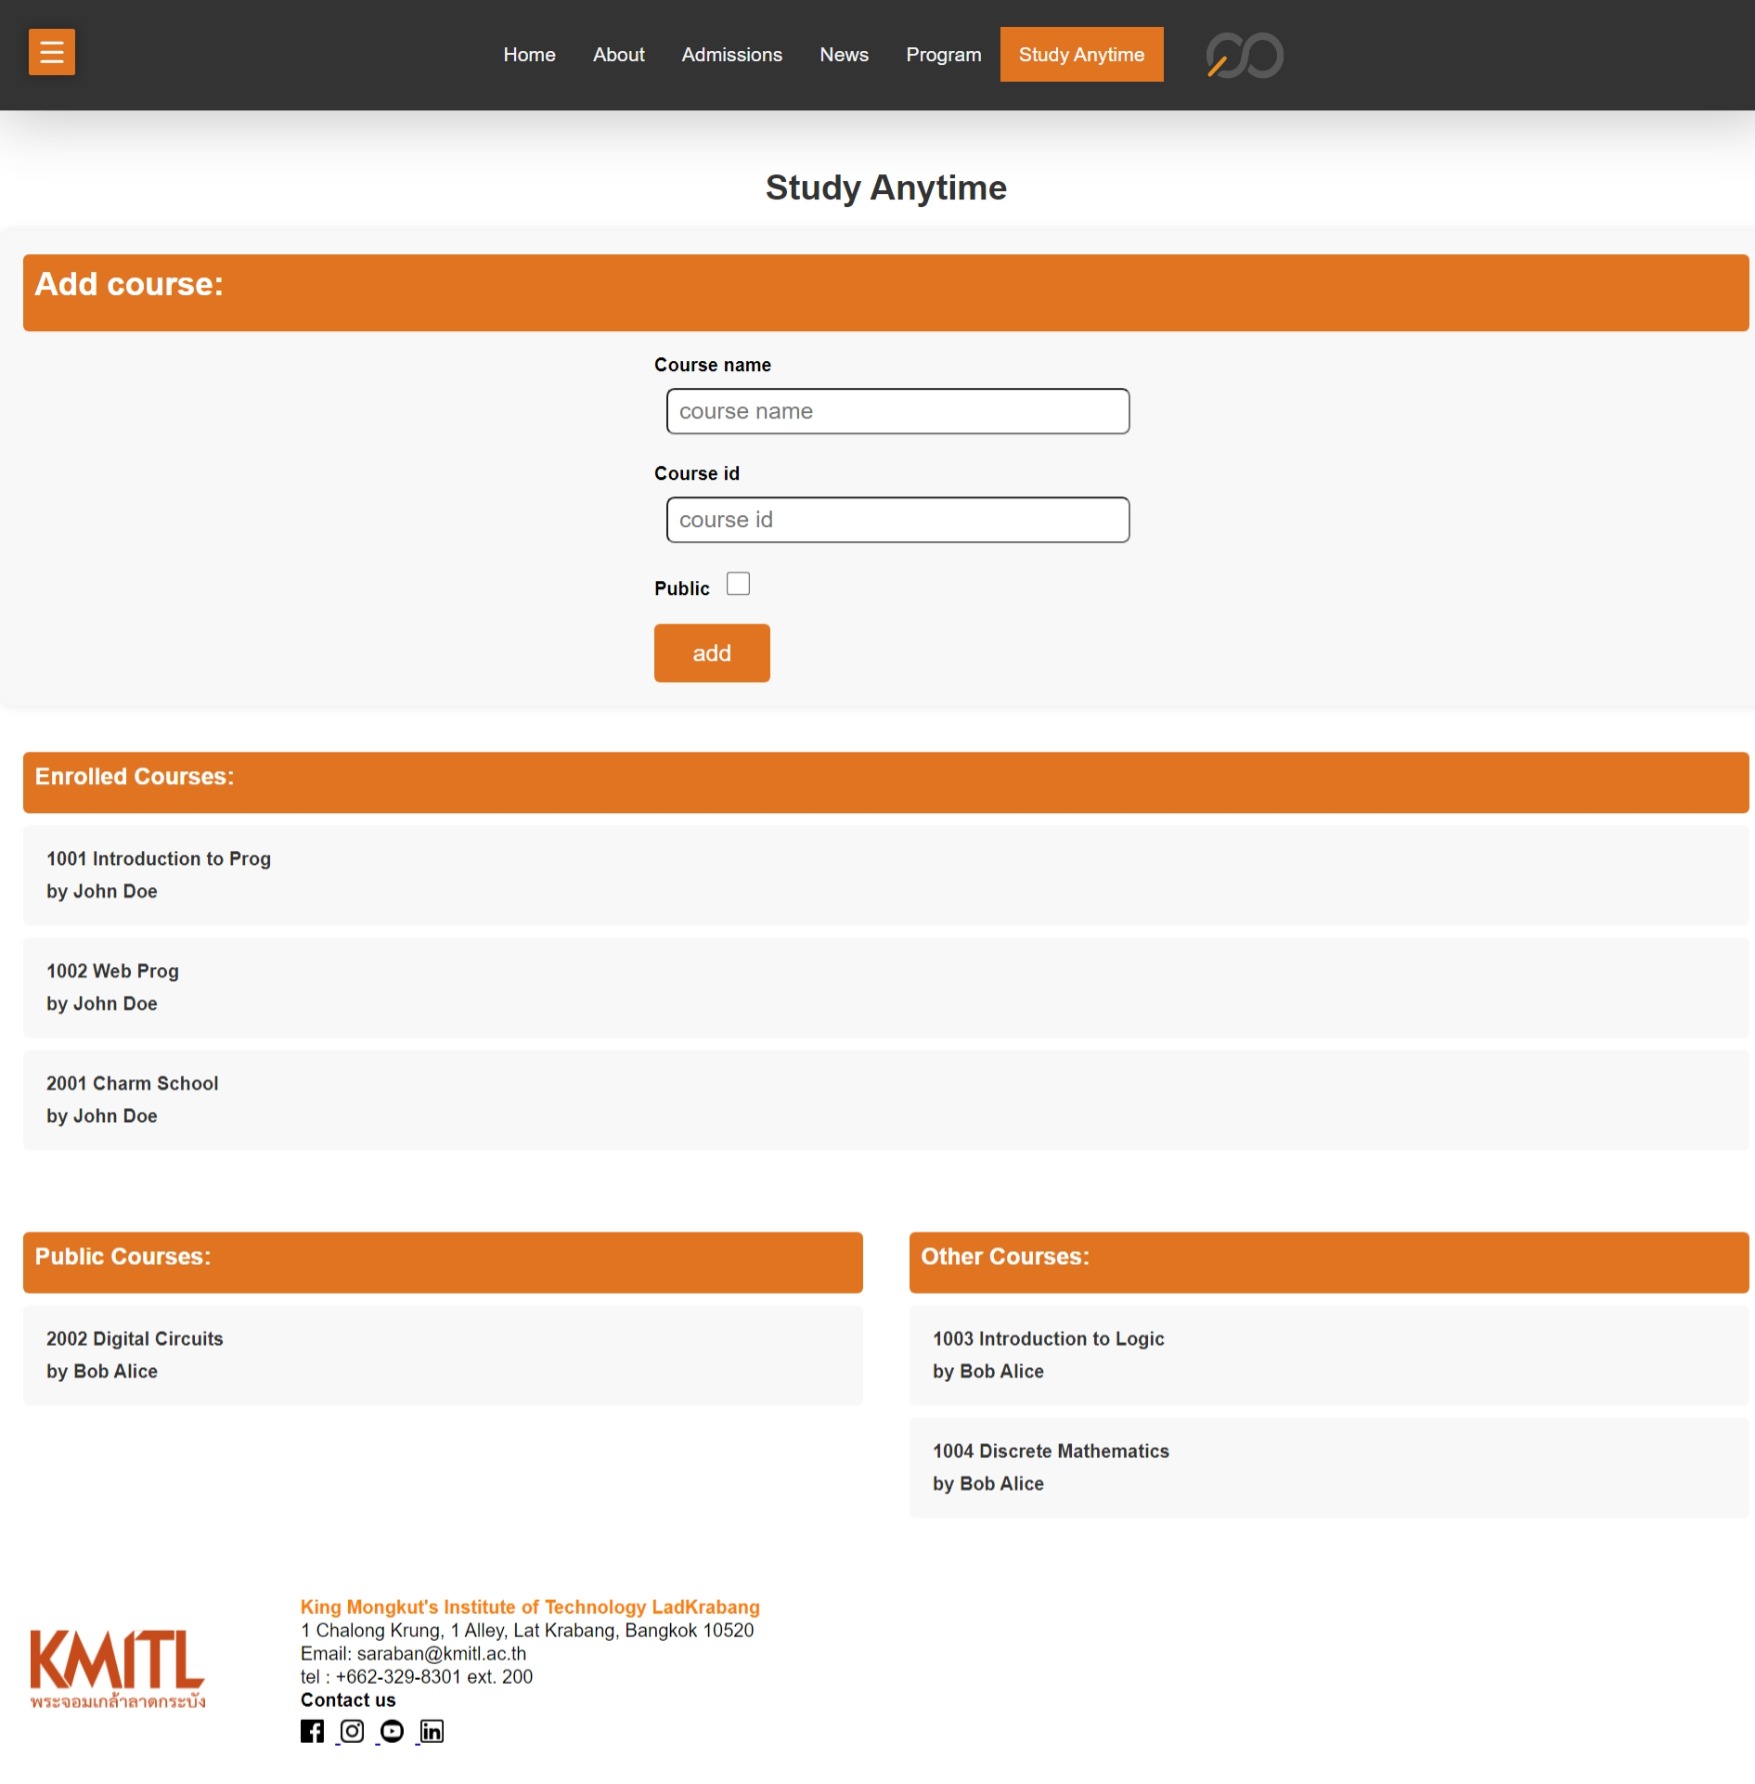 Home About Admissions News Program Study Anytime
Study Anytime
Add course:
Course name
course name
Course id
course id
Public
add
Enrolled Courses:
1001 Introduction to Prog
by John Doe
1002 Web Prog
by John Doe
2001 Charm School
by John Doe
Public Courses:
2002 Digital Circuits
by Bob Alice
Other Courses:
1003 Introduction to Logic
by Bob Alice
1004 Discrete Mathematics
by Bob Alice
KMITL
พระจอมเกล้าลาดกระบัง
King Mongkut's Institute of Technology LadKrabang
1 Chalong Krung, 1 Alley, Lat Krabang, Bangkok 10520
Email: saraban@kmitl.ac.th
tel : +662-329-8301 ext. 200
Contact us